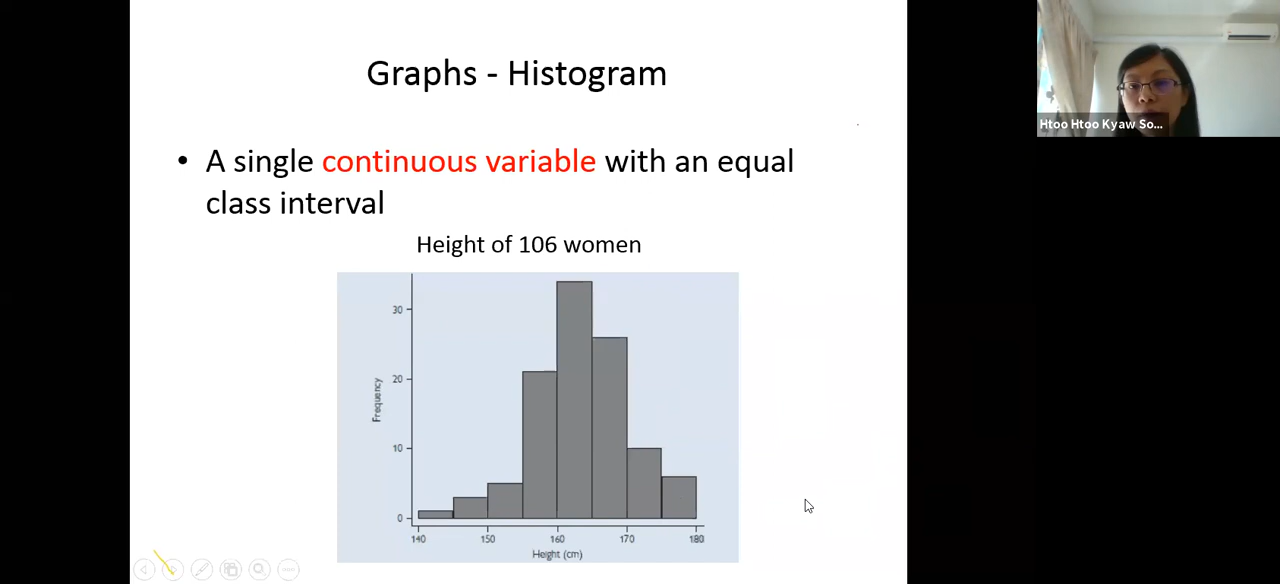 Graphs - Histogram
Htoo Htoo Kyaw So...
• A single continuous variable with an equal
class interval
Height of 106 women
30
20
10
0
Frequency
140
150
160
170
180
Height (cm)